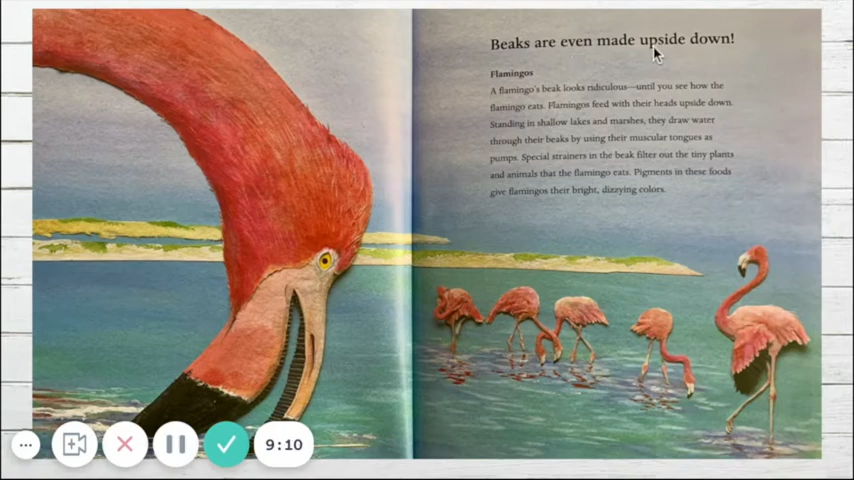 Beaks are even made upside down!
Flamingos
A flamingo's beak looks ridiculous—until you see how the
flamingo eats. Flamingos feed with their heads upside down.
Standing in shallow lakes and marshes, they draw water
through their beaks by using their muscular tongues as
pumps. Special strainers in the beak filter out the tiny plants
and animals that the flamingo eats. Pigments in these foods
give flamingos their bright, dizzying colors.
9:10